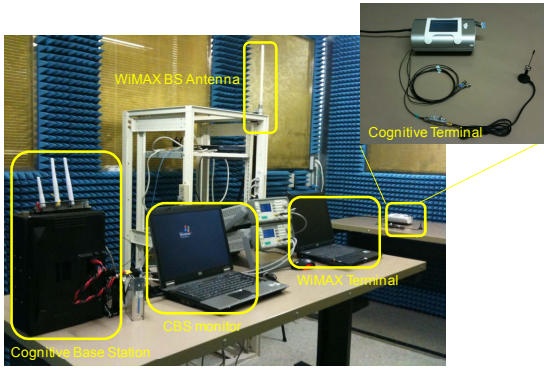 WiMAX BS Antenna
Cognitive Terminal
WiMAX Terminal
CBS monitor
Cognitive Base Station